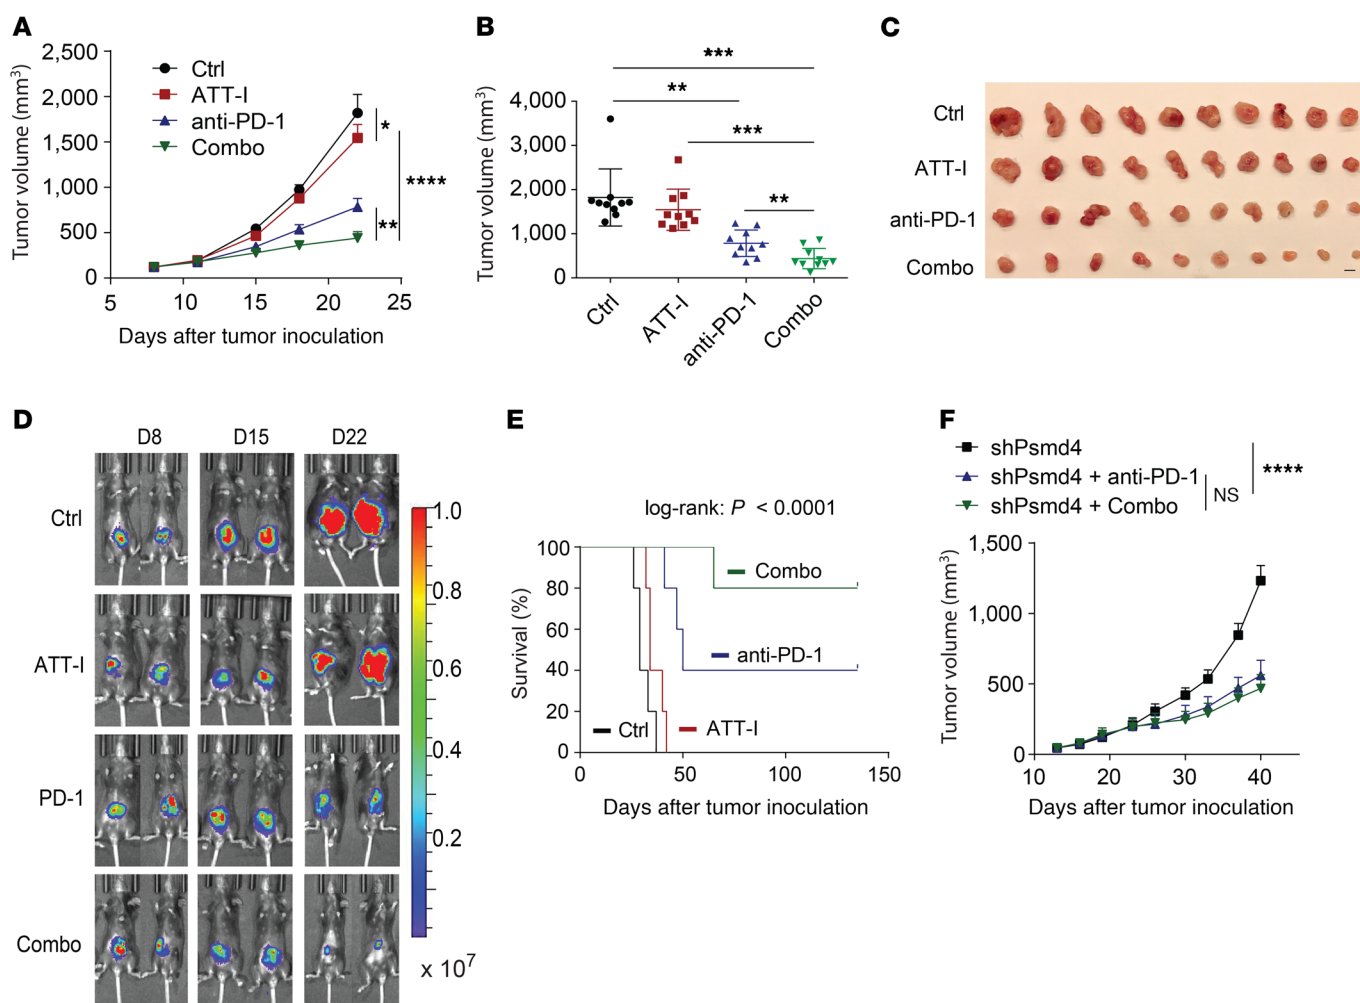 A
Tumor volume (mm³)
2,500
2,000
1,500
1,000
500
0
5
10
15
20
25
Days after tumor inoculation
Ctrl
ATT-I
anti-PD-1
Combo
*
**
****
B
Tumor volume (mm³)
4,000
3,000
2,000
1,000
0
***
**
***
**
Ctrl
ATT-I
anti-PD-1
Combo
C
Ctrl
ATT-I
anti-PD-1
Combo
D
D8
D15
D22
Ctrl
ATT-I
PD-1
Combo
1.0
0.8
0.6
0.4
0.2
x 10⁷
E
log-rank: P < 0.0001
Survival (%)
100
80
60
40
20
0
Combo
anti-PD-1
Ctrl
ATT-I
0
50
100
150
Days after tumor inoculation
F
shPsmd4
shPsmd4 + anti-PD-1
shPsmd4 + Combo
NS
****
Tumor volume (mm³)
1,500
1,000
500
0
10
20
30
40
Days after tumor inoculation